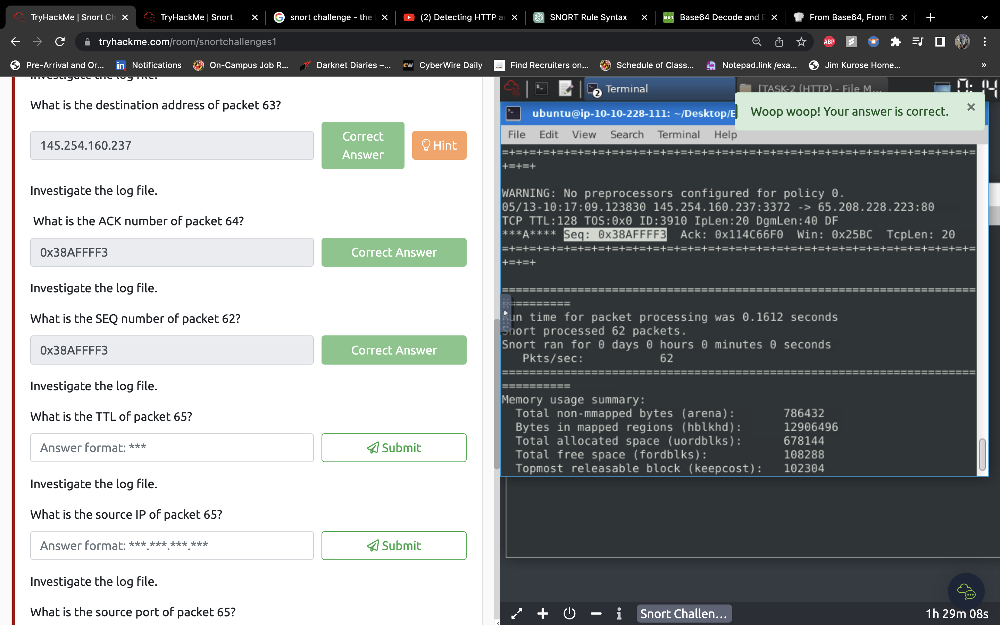 TryHackMe | Snort Ch
TryHackMe | Snort
snort challenge - the
(2) Detecting HTTP a
SNORT Rule Syntax
B64
Base64 Decode and E
From Base64, From B
tryhackme.com/room/snortchallenges1
ABP
Pre-Arrival and Or...
in
Notifications
On-Campus Job R...
Darknet Diaries –...
CW
CyberWire Daily
Find Recruiters on...
Schedule of Class...
Notepad.link /exa...
Jim Kurose Home...
»
Investigate the log file.
What is the destination address of packet 63?
145.254.160.237
Correct
Answer
Hint
Investigate the log file.
What is the ACK number of packet 64?
0x38AFFFF3
Correct Answer
Investigate the log file.
What is the SEQ number of packet 62?
0x38AFFFF3
Correct Answer
Investigate the log file.
What is the TTL of packet 65?
Answer format: ***
Submit
Investigate the log file.
What is the source IP of packet 65?
Answer format: ***.***.***.***
Submit
Investigate the log file.
What is the source port of packet 65?
2
Terminal
[TASK-2 (HTTP) - File M...
Woop woop! Your answer is correct.
ubuntu@ip-10-10-228-111: ~/Desktop/E
File Edit View Search Terminal Help
=+=+=+=+=+=+=+=+=+=+=+=+=+=+=+=+=+=+=+=+=+=+=+=+=+=+=+=+=+=+=+=+=+=+=
+=+=+
WARNING: No preprocessors configured for policy 0.
05/13-10:17:09.123830 145.254.160.237:3372 -> 65.208.228.223:80
TCP TTL:128 TOS:0x0 ID:3910 IpLen:20 DgmLen:40 DF
***A**** Seq: 0x38AFFFF3  Ack: 0x114C66F0  Win: 0x25BC  TcpLen: 20
=+=+=+=+=+=+=+=+=+=+=+=+=+=+=+=+=+=+=+=+=+=+=+=+=+=+=+=+=+=+=+=+=+=+=
+=+=+
=====================================================================
==========
Run time for packet processing was 0.1612 seconds
Snort processed 62 packets.
Snort ran for 0 days 0 hours 0 minutes 0 seconds
Pkts/sec: 62
=====================================================================
==========
Memory usage summary:
Total non-mmapped bytes (arena): 786432
Bytes in mapped regions (hblkhd): 12906496
Total allocated space (uordblks): 678144
Total free space (fordblks): 108288
Topmost releasable block (keepcost): 102304
Snort Challen...
1h 29m 08s